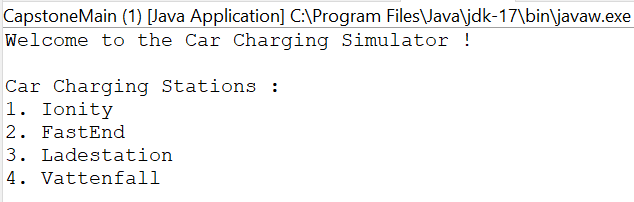 CapstoneMain (1) [Java Application] C:\Program Files\Java\jdk-17\bin\javaw.exe
Welcome to the Car Charging Simulator !
Car Charging Stations :
1. Ionity
2. FastEnd
3. Ladestation
4. Vattenfall